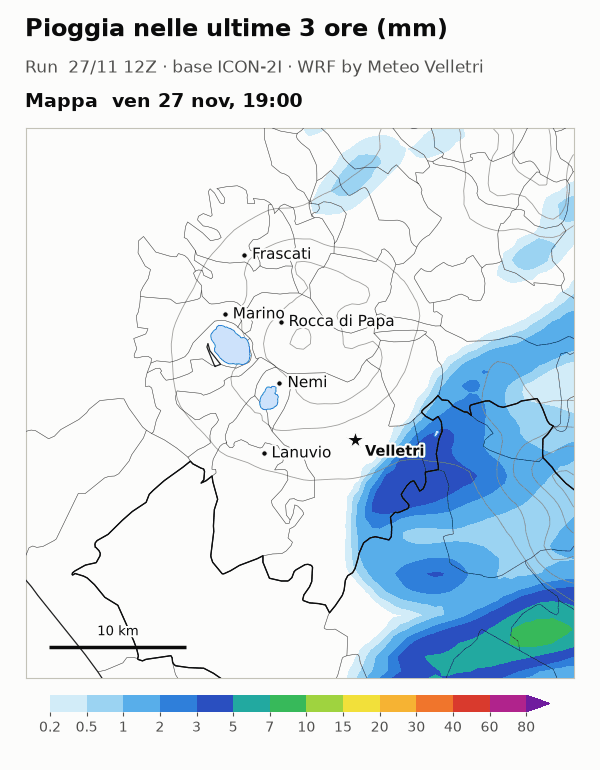 Pioggia nelle ultime 3 ore (mm)
Run  27/11 12Z · base ICON-2I · WRF by Meteo Velletri
Mappa  ven 27 nov, 19:00
Frascati
Marino
Rocca di Papa
Nemi
Velletri
Lanuvio
10 km
0.2 0.5 1 2 3 5 7 10 15 20 30 40 60 80